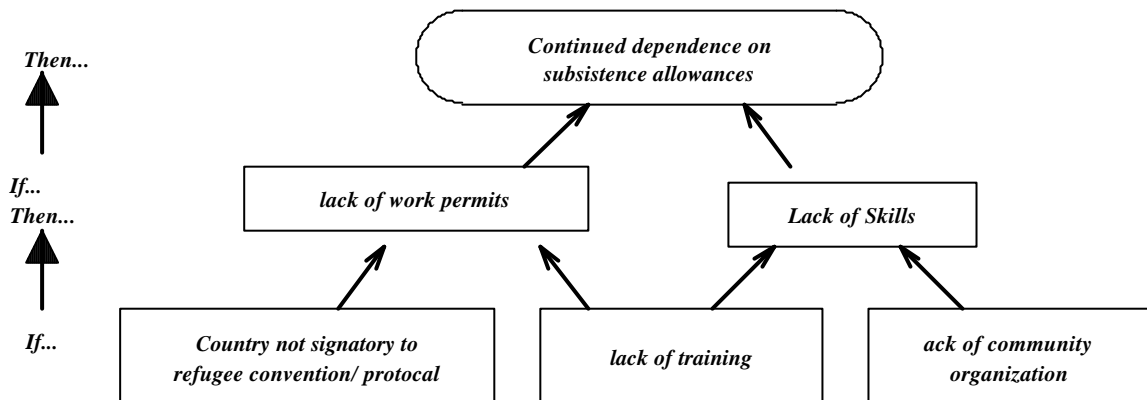 Then...
Continued dependence on
subsistence allowances
If...
Then...
lack of work permits
Lack of Skills
If...
Country not signatory to
refugee convention/ protocal
lack of training
ack of community
organization